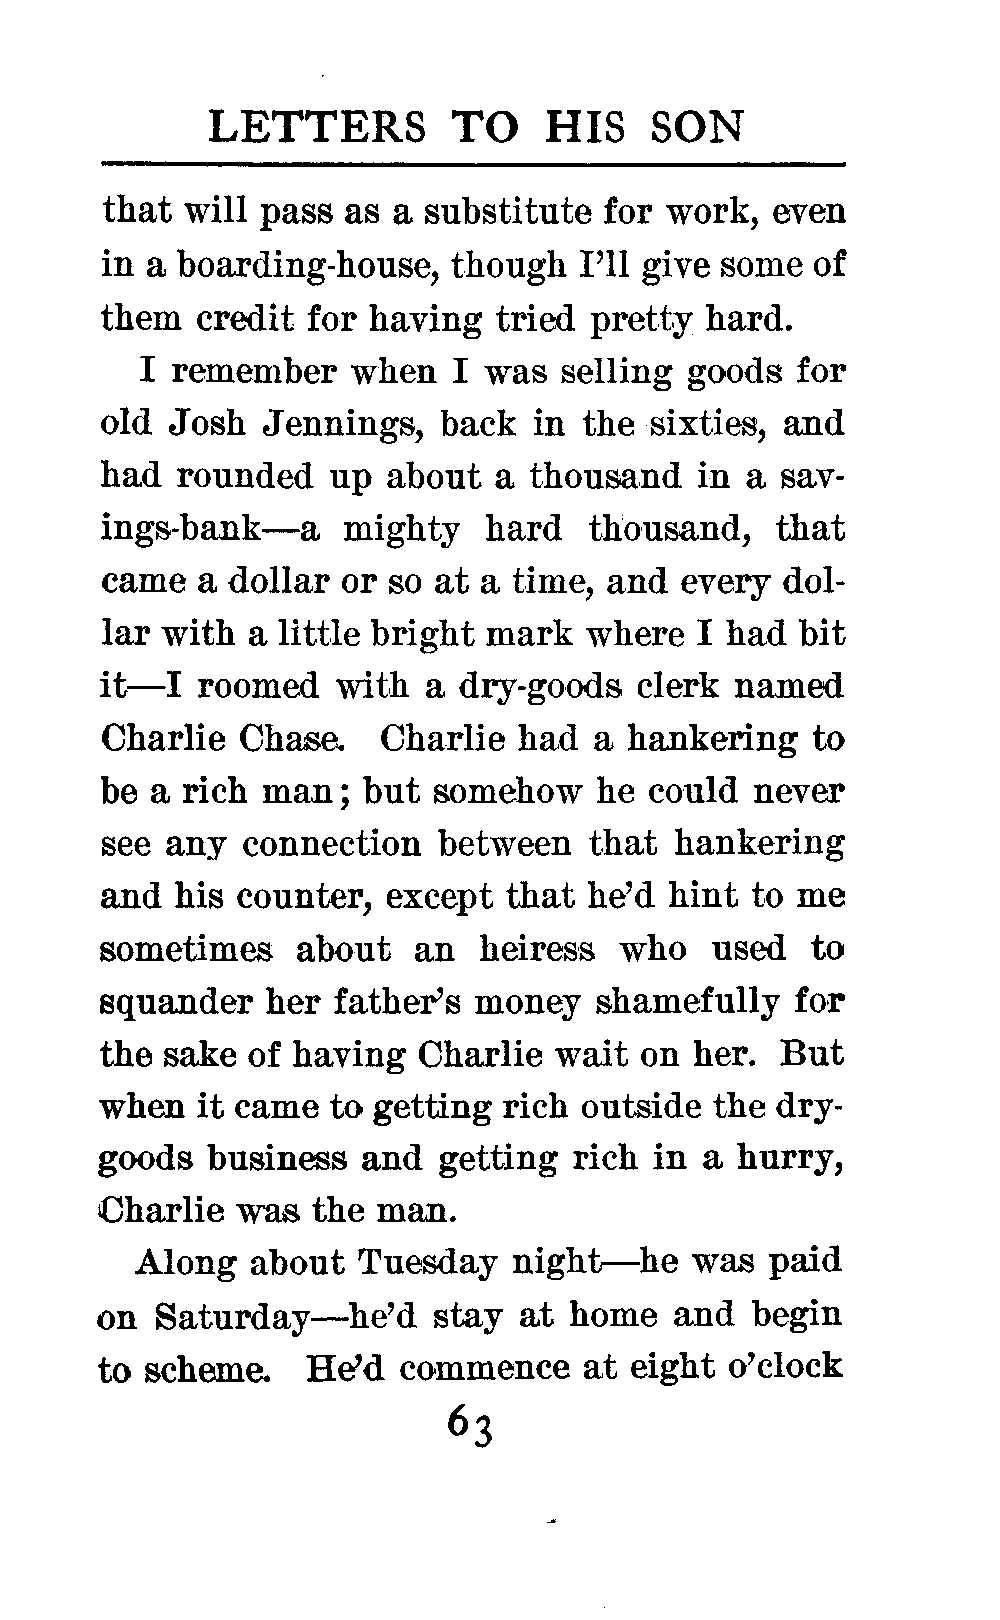 LETTERS TO HIS SON
that will pass as a substitute for work, even
in a boarding-house, though I'll give some of
them credit for having tried pretty hard.
I remember when I was selling goods for
old Josh Jennings, back in the sixties, and
had rounded up about a thousand in a sav-
ings-bank—a mighty hard thousand, that
came a dollar or so at a time, and every dol-
lar with a little bright mark where I had bit
it—I roomed with a dry-goods clerk named
Charlie Chase. Charlie had a hankering to
be a rich man; but somehow he could never
see any connection between that hankering
and his counter, except that he'd hint to me
sometimes about an heiress who used to
squander her father's money shamefully for
the sake of having Charlie wait on her. But
when it came to getting rich outside the dry-
goods business and getting rich in a hurry,
Charlie was the man.
Along about Tuesday night—he was paid
on Saturday—he'd stay at home and begin
to scheme. He'd commence at eight o'clock
63